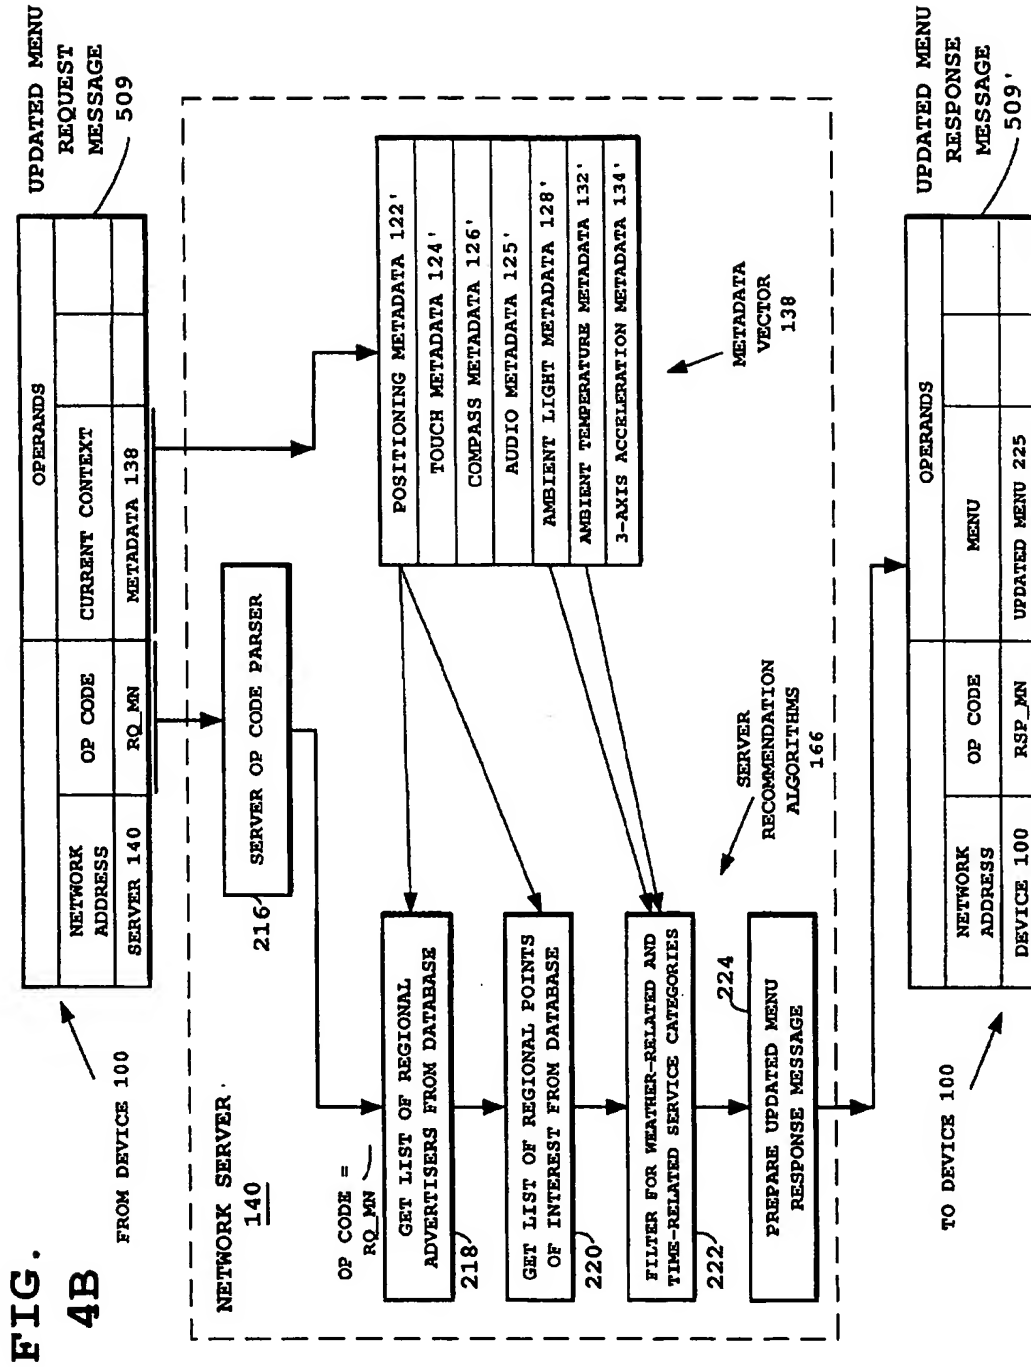 FIG.
4B
FROM DEVICE 100
OPERANDS
NETWORK
ADDRESS
OP CODE
CURRENT CONTEXT
SERVER 140
RQ_MN
METADATA 138
UPDATED MENU
REQUEST
MESSAGE
509
NETWORK SERVER
140
216
SERVER OP CODE PARSER
OP CODE =
RQ_MN
GET LIST OF REGIONAL
ADVERTISERS FROM DATABASE
218
GET LIST OF REGIONAL POINTS
OF INTEREST FROM DATABASE
220
FILTER FOR WEATHER-RELATED AND
TIME-RELATED SERVICE CATEGORIES
222
224
PREPARE UPDATED MENU
RESPONSE MESSAGE
SERVER
RECOMMENDATION
ALGORITHMS
166
POSITIONING METADATA 122'
TOUCH METADATA 124'
COMPASS METADATA 126'
AUDIO METADATA 125'
AMBIENT LIGHT METADATA 128'
AMBIENT TEMPERATURE METADATA 132'
3-AXIS ACCELERATION METADATA 134'
METADATA
VECTOR
138
TO DEVICE 100
OPERANDS
NETWORK
ADDRESS
OP CODE
MENU
DEVICE 100
RSP_MN
UPDATED MENU 225
UPDATED MENU
RESPONSE
MESSAGE
509'